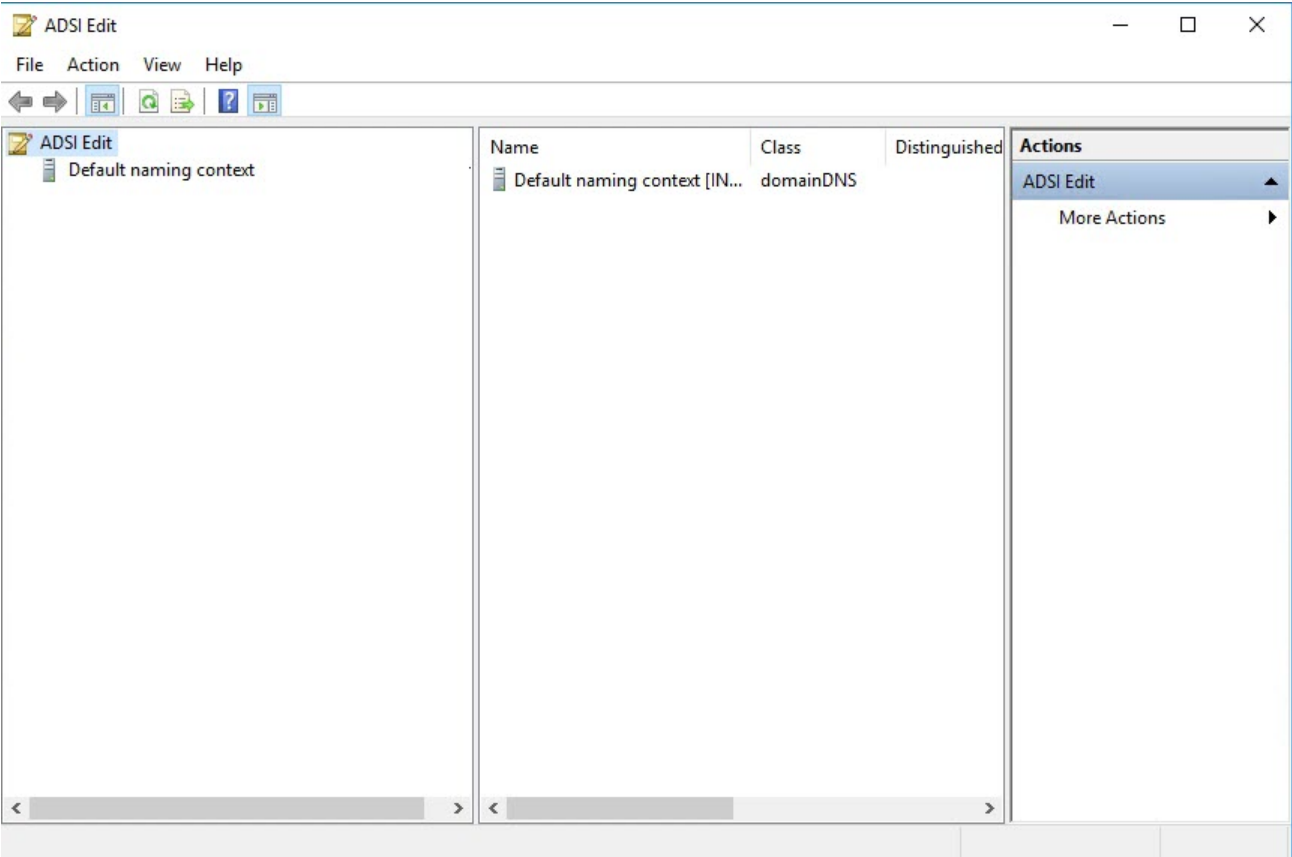 ADSI Edit
File Action View Help
ADSI Edit
Default naming context
Name Class Distinguished
Default naming context [IN... domainDNS
Actions
ADSI Edit
More Actions